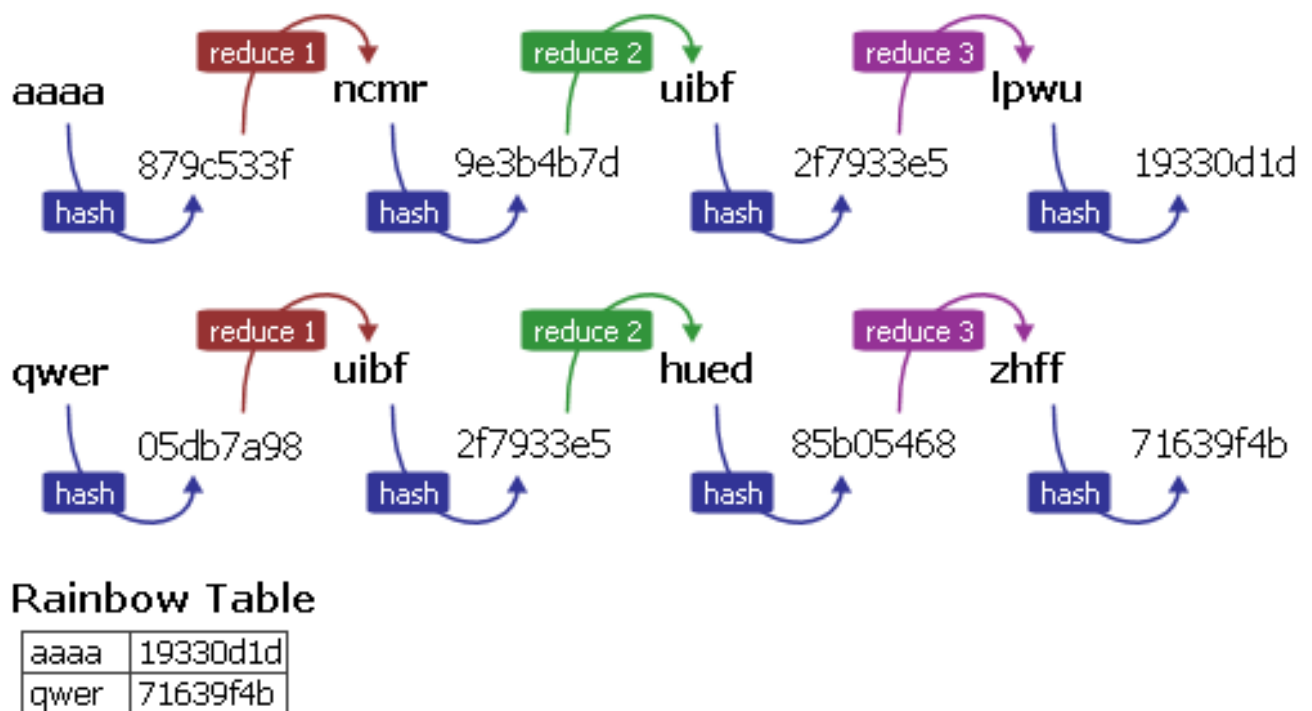 reduce 1 reduce 2 reduce 3
aaaa ncmr uibf lpwu
879c533f 9e3b4b7d 2f7933e5 19330d1d
hash hash hash hash
reduce 1 reduce 2 reduce 3
qwer uibf hued zhff
05db7a98 2f7933e5 85b05468 71639f4b
hash hash hash hash
Rainbow Table
aaaa 19330d1d
qwer 71639f4b